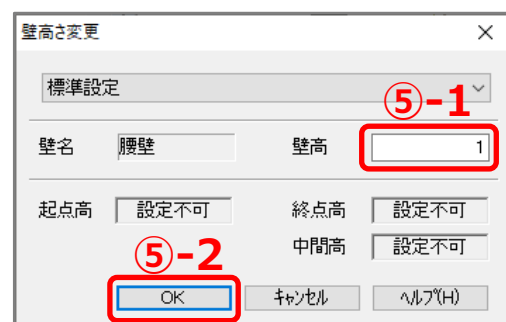 壁高さ変更
標準設定
⑤-1
壁名 腰壁 壁高 1
起点高 設定不可 終点高 設定不可
⑤-2 中間高 設定不可
OK キャンセル ヘルプ(H)